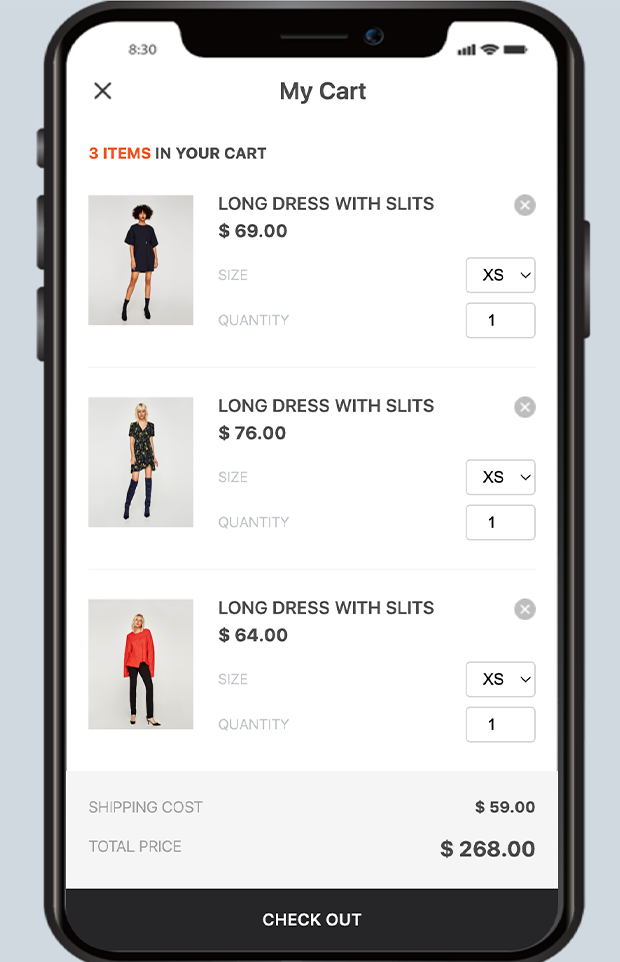 8:30
My Cart
3 ITEMS IN YOUR CART
LONG DRESS WITH SLITS
$ 69.00
SIZE XS
QUANTITY 1
LONG DRESS WITH SLITS
$ 76.00
SIZE XS
QUANTITY 1
LONG DRESS WITH SLITS
$ 64.00
SIZE XS
QUANTITY 1
SHIPPING COST $ 59.00
TOTAL PRICE $ 268.00
CHECK OUT